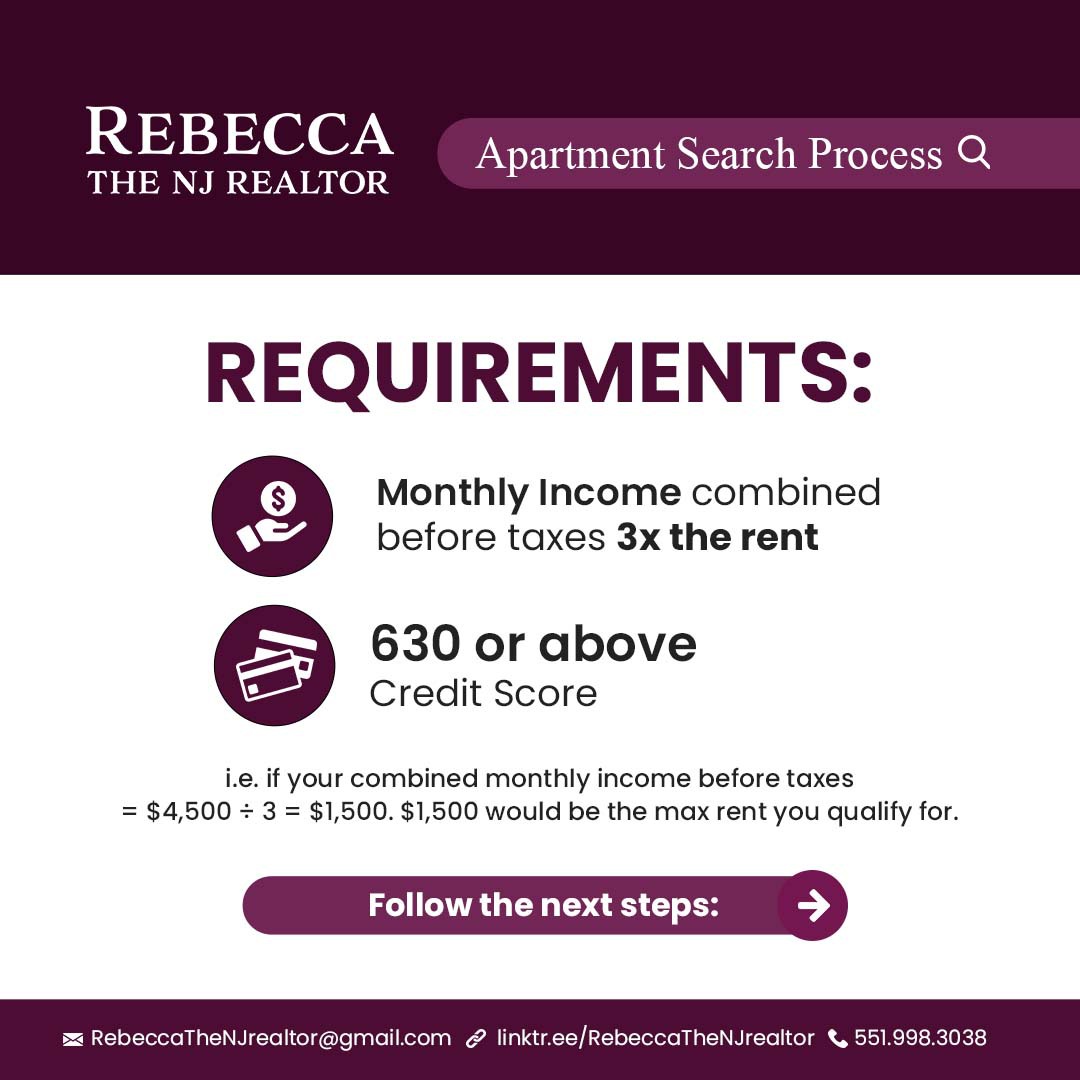 REBECCA
THE NJ REALTOR
Apartment Search Process
REQUIREMENTS:
$
Monthly Income combined
before taxes 3x the rent
630 or above
Credit Score
i.e. if your combined monthly income before taxes
= $4,500 ÷ 3 = $1,500. $1,500 would be the max rent you qualify for.
Follow the next steps:
RebeccaTheNJrealtor@gmail.com linktr.ee/RebeccaTheNJrealtor 551.998.3038